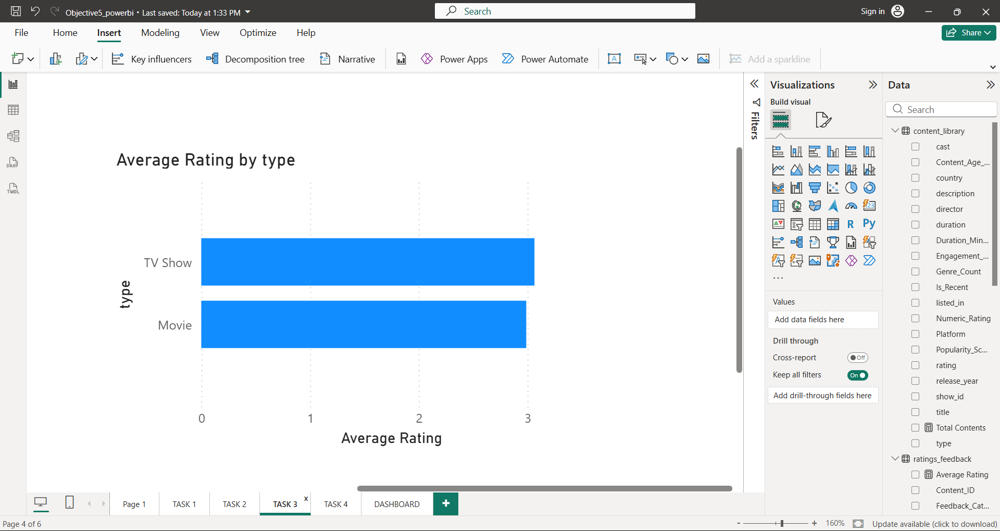 Objective5_powerbi • Last saved: Today at 1:33 PM
Search
Sign in
File Home Insert Modeling View Optimize Help
Share
Key influencers Decomposition tree Narrative Power Apps Power Automate Add a sparkline
DAX
TMDL
Average Rating by type
TV Show
Movie
type
0 1 2 3
Average Rating
Filters
Visualizations
Build visual
123
R Py
...
Values
Add data fields here
Drill through
Cross-report Off
Keep all filters On
Add drill-through fields here
Data
Search
content_library
cast
Content_Age_...
country
description
director
duration
Duration_Min...
Engagement_...
Genre_Count
Is_Recent
listed_in
Numeric_Rating
Platform
Popularity_Sc...
rating
release_year
show_id
title
Total Contents
type
ratings_feedback
Average Rating
Content_ID
Feedback_Cat...
Page 1 TASK 1 TASK 2 TASK 3 x TASK 4 DASHBOARD +
Page 4 of 6
- + 160% Update available (click to download)